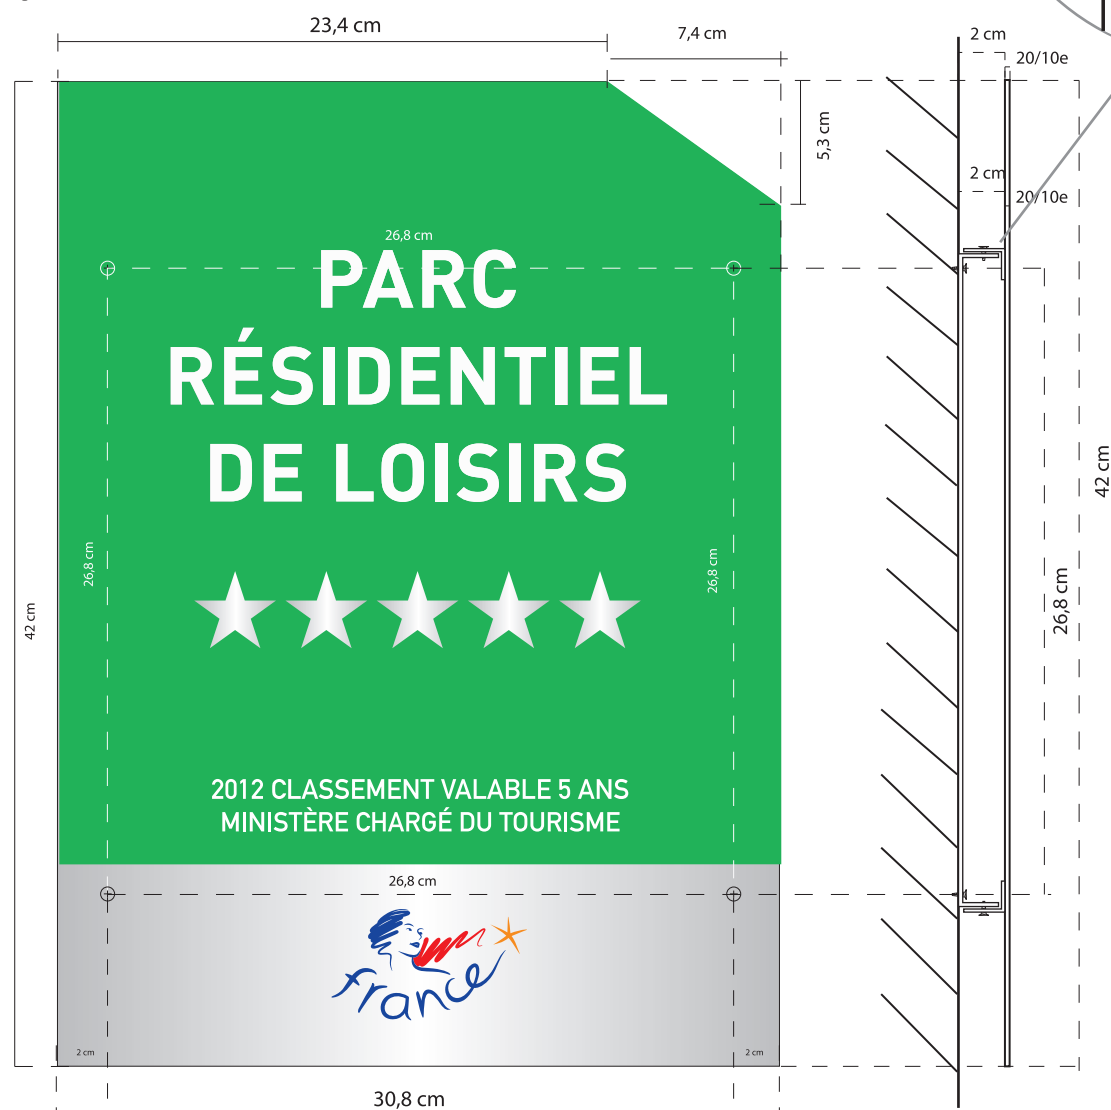 23,4 cm
7,4 cm
2 cm
20/10e
5,3 cm
2 cm
20/10e
26,8 cm
PARC
RÉSIDENTIEL
DE LOISIRS
42 cm
26,8 cm
26,8 cm
26,8 cm
42 cm
2012 CLASSEMENT VALABLE 5 ANS
MINISTÈRE CHARGÉ DU TOURISME
26,8 cm
france
2 cm
2 cm
30,8 cm